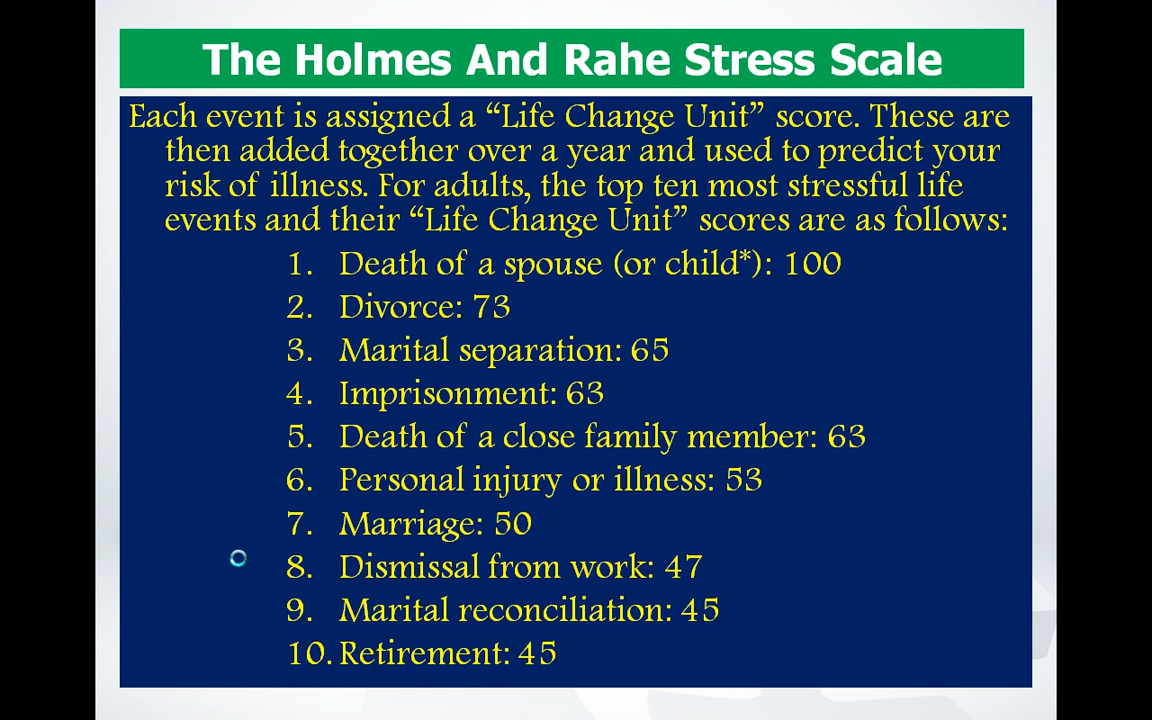 The Holmes And Rahe Stress Scale
Each event is assigned a “Life Change Unit” score. These are
then added together over a year and used to predict your
risk of illness. For adults, the top ten most stressful life
events and their “Life Change Unit” scores are as follows:
1. Death of a spouse (or child*): 100
2. Divorce: 73
3. Marital separation: 65
4. Imprisonment: 63
5. Death of a close family member: 63
6. Personal injury or illness: 53
7. Marriage: 50
8. Dismissal from work: 47
9. Marital reconciliation: 45
10. Retirement: 45